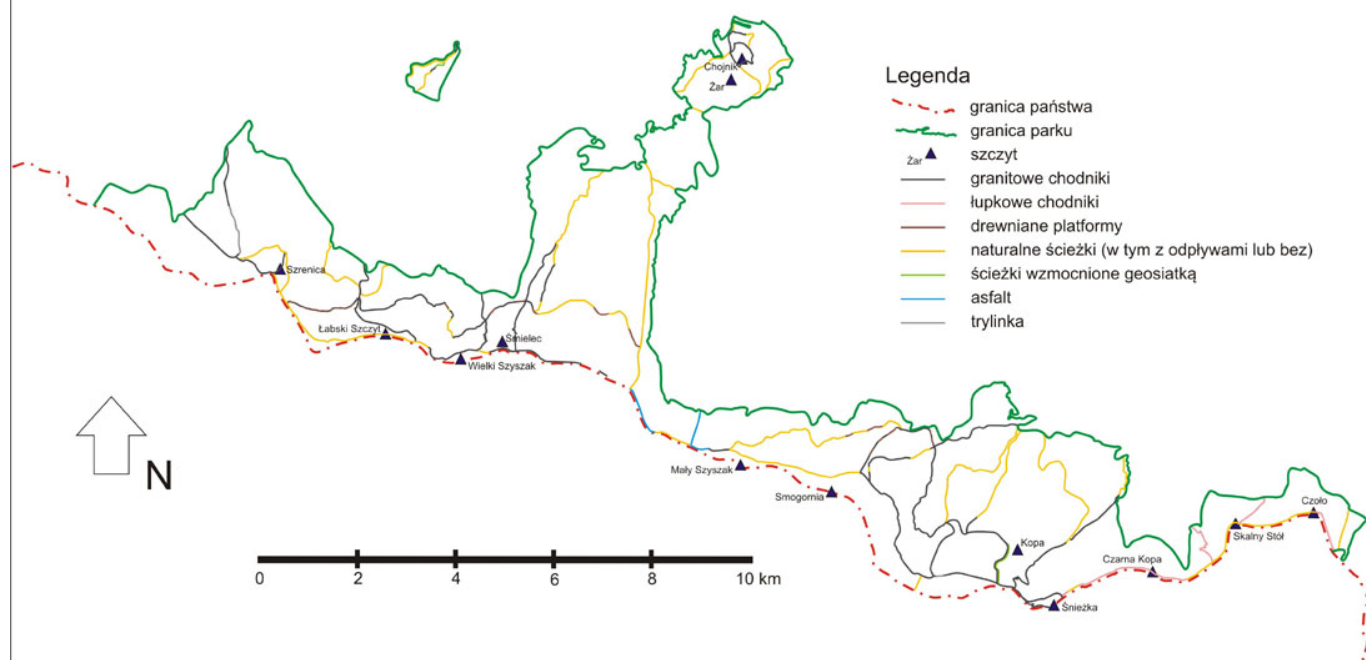 Chojnik
Żar
Legenda
granica państwa
granica parku
Żar szczyt
granitowe chodniki
łupkowe chodniki
drewniane platformy
naturalne ścieżki (w tym z odpływami lub bez)
ścieżki wzmocnione geosiatką
asfalt
trylinka
Szrenica
Łabski Szczyt
Śmielec
Wielki Szyszak
N
Mały Szyszak
Smogornia
Czoło
Skalny Stół
Kopa
Czarna Kopa
Śnieżka
0 2 4 6 8 10 km